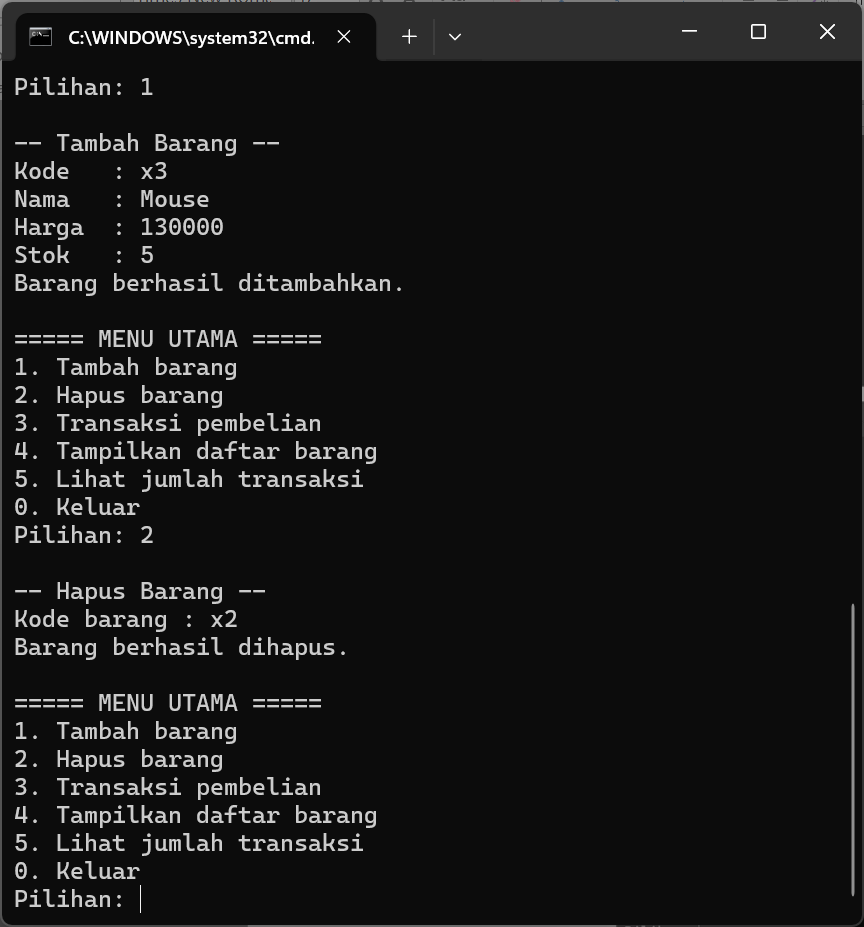 C:\WINDOWS\system32\cmd.
Pilihan: 1
-- Tambah Barang --
Kode   : x3
Nama   : Mouse
Harga  : 130000
Stok   : 5
Barang berhasil ditambahkan.
===== MENU UTAMA =====
1. Tambah barang
2. Hapus barang
3. Transaksi pembelian
4. Tampilkan daftar barang
5. Lihat jumlah transaksi
0. Keluar
Pilihan: 2
-- Hapus Barang --
Kode barang : x2
Barang berhasil dihapus.
===== MENU UTAMA =====
1. Tambah barang
2. Hapus barang
3. Transaksi pembelian
4. Tampilkan daftar barang
5. Lihat jumlah transaksi
0. Keluar
Pilihan: